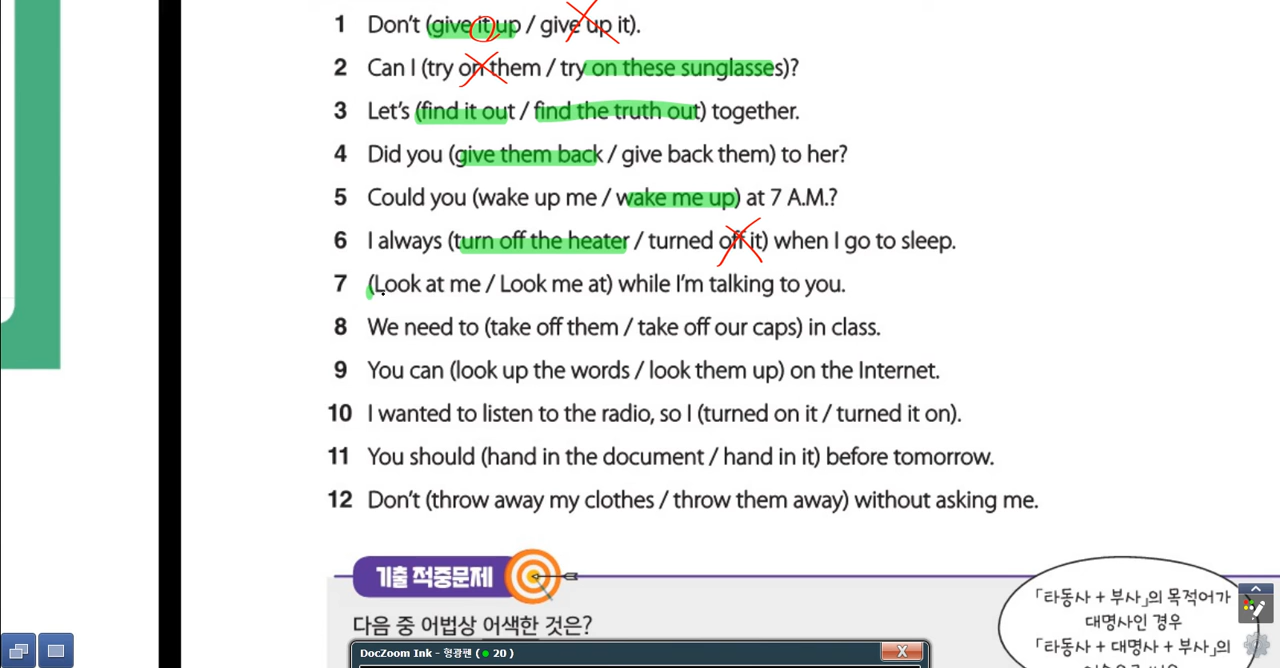 1 Don't (give it up / give up it).
2 Can I (try on them / try on these sunglasses)?
3 Let's (find it out / find the truth out) together.
4 Did you (give them back / give back them) to her?
5 Could you (wake up me / wake me up) at 7 A.M.?
6 I always (turn off the heater / turned off it) when I go to sleep.
7 (Look at me / Look me at) while I'm talking to you.
8 We need to (take off them / take off our caps) in class.
9 You can (look up the words / look them up) on the Internet.
10 I wanted to listen to the radio, so I (turned on it / turned it on).
11 You should (hand in the document / hand in it) before tomorrow.
12 Don't (throw away my clothes / throw them away) without asking me.
기출 적중문제
다음 중 어법상 어색한 것은?
「타동사 + 부사」의 목적어가
대명사인 경우
「타동사 + 대명사 + 부사」의
DocZoom Ink - 형광펜 ( 20 )